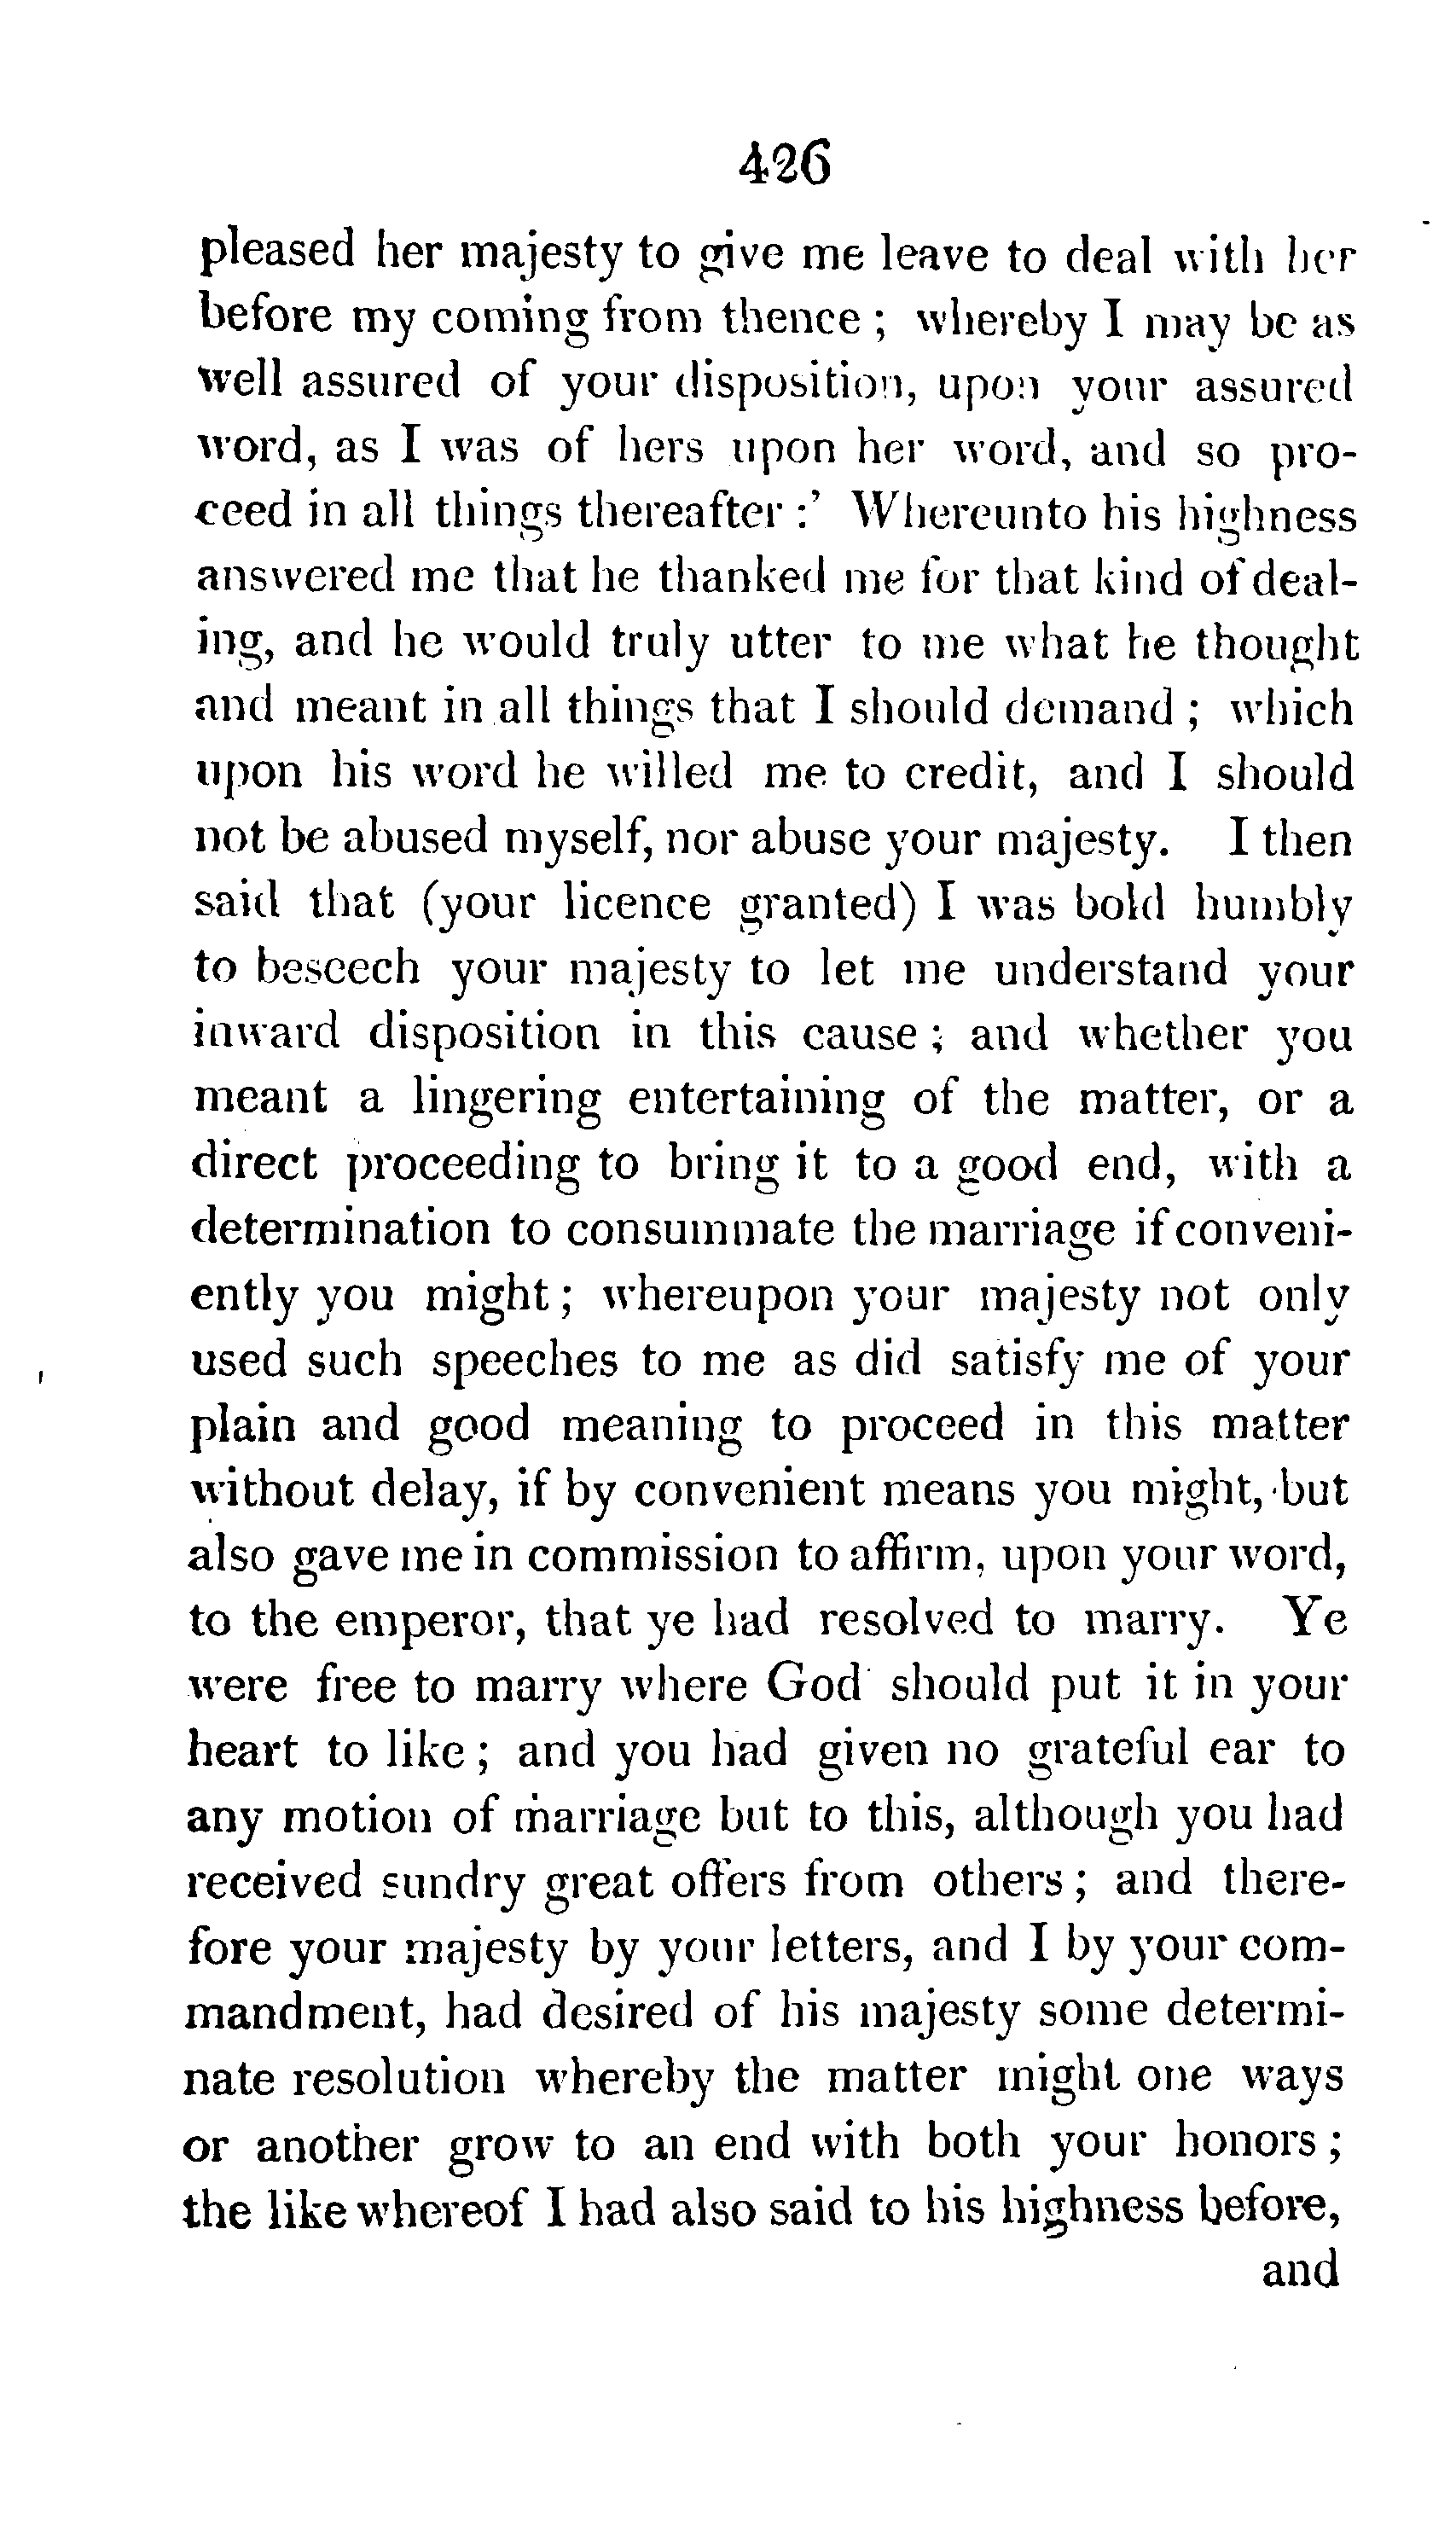 426
pleased her majesty to give me leave to deal with her
before my coming from thence ; whereby I may be as
well assured of your disposition, upon your assured
word, as I was of hers upon her word, and so pro-
ceed in all things thereafter :’ Whereunto his highness
answered me that he thanked me for that kind of deal-
ing, and he would truly utter to me what he thought
and meant in all things that I should demand ; which
upon his word he willed me to credit, and I should
not be abused myself, nor abuse your majesty. I then
said that (your licence granted) I was bold humbly
to beseech your majesty to let me understand your
inward disposition in this cause ; and whether you
meant a lingering entertaining of the matter, or a
direct proceeding to bring it to a good end, with a
determination to consummate the marriage if conveni-
ently you might ; whereupon your majesty not only
used such speeches to me as did satisfy me of your
plain and good meaning to proceed in this matter
without delay, if by convenient means you might, but
also gave me in commission to affirm, upon your word,
to the emperor, that ye had resolved to marry. Ye
were free to marry where God should put it in your
heart to like ; and you had given no grateful ear to
any motion of marriage but to this, although you had
received sundry great offers from others ; and there-
fore your majesty by your letters, and I by your com-
mandment, had desired of his majesty some determi-
nate resolution whereby the matter might one ways
or another grow to an end with both your honors ;
the like whereof I had also said to his highness before,
and